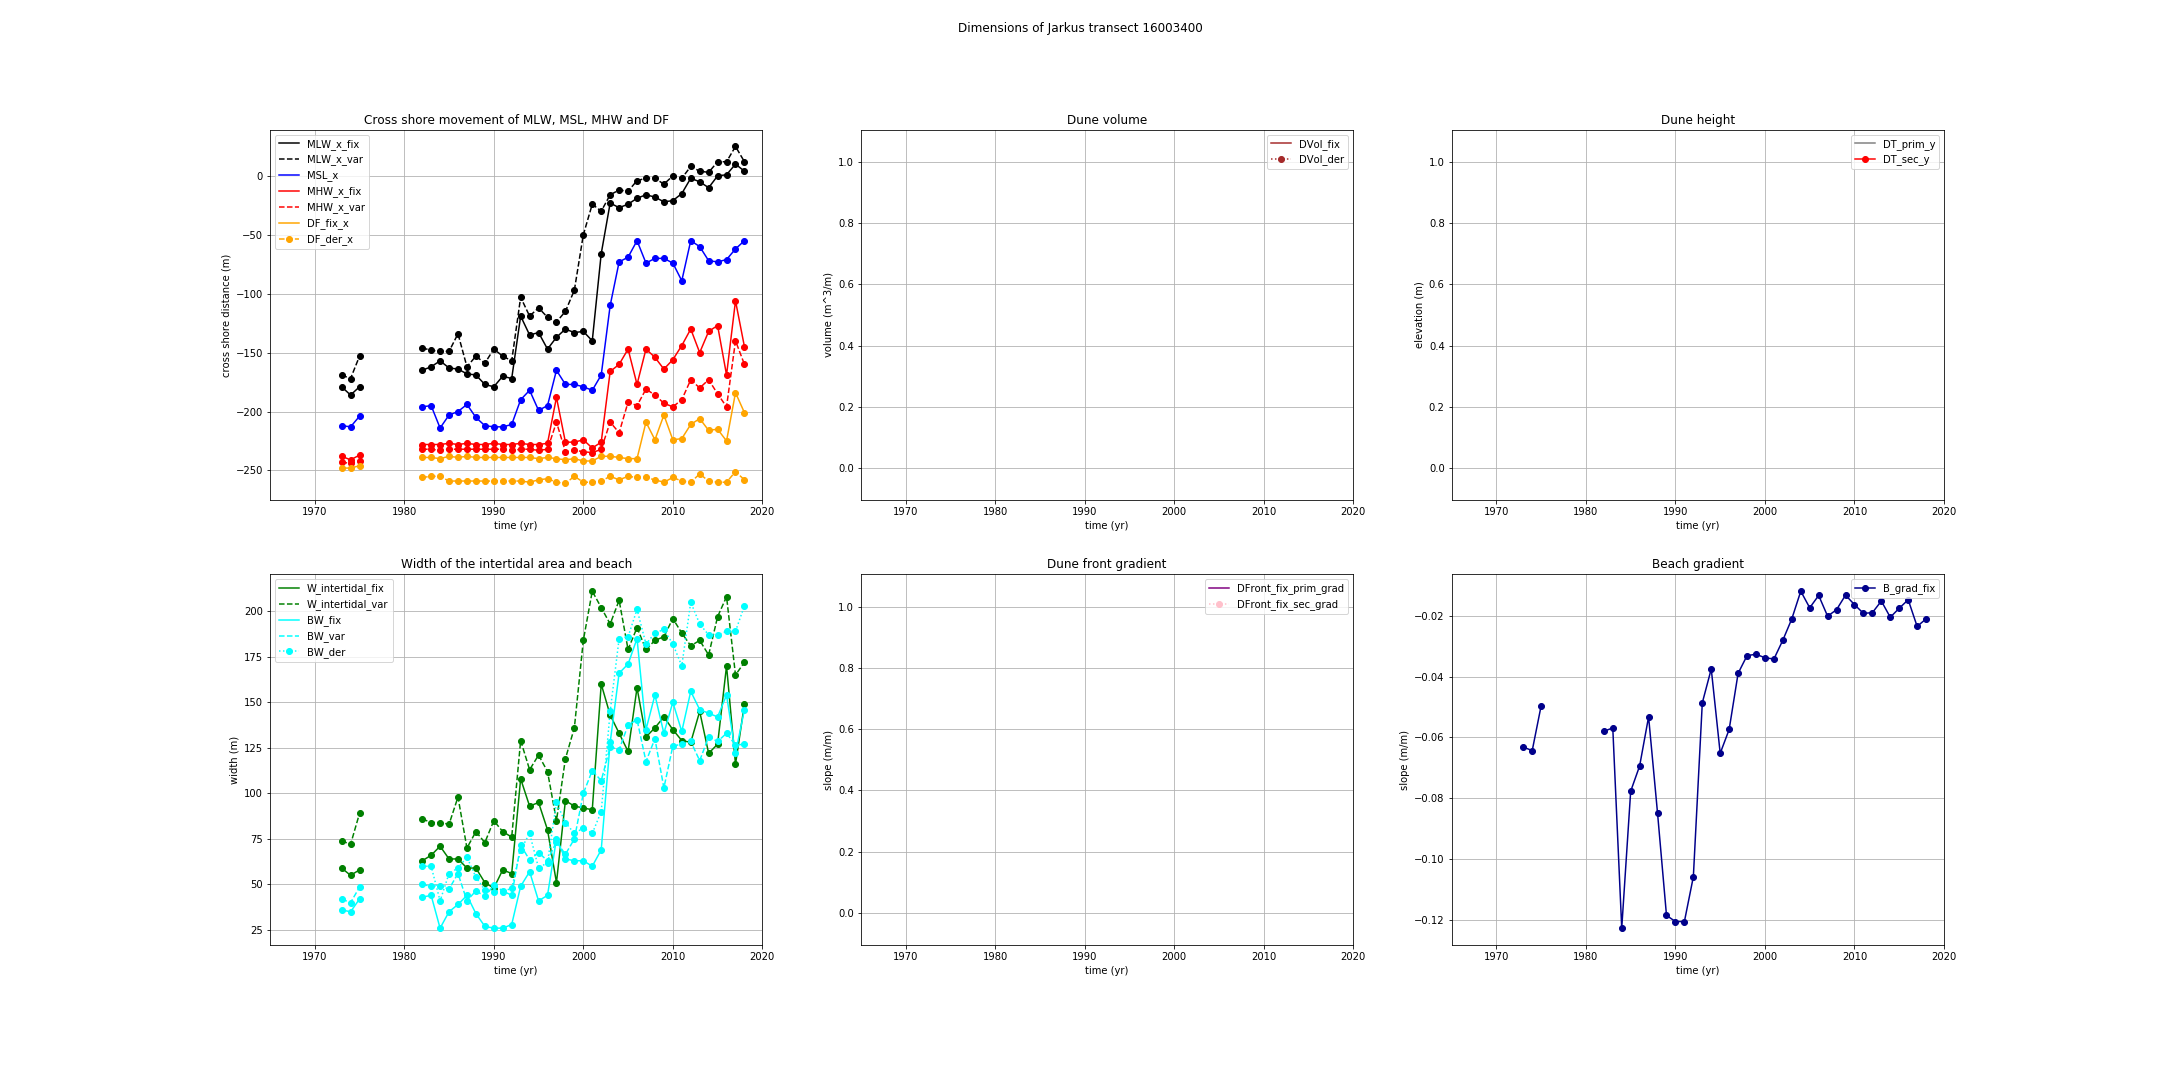 Dimensions of Jarkus transect 16003400
Cross shore movement of MLW, MSL, MHW and DF
MLW_x_fix
MLW_x_var
MSL_x
MHW_x_fix
MHW_x_var
DF_fix_x
DF_der_x
0
−50
−100
−150
−200
−250
cross shore distance (m)
1970 1980 1990 2000 2010 2020
time (yr)
Dune volume
DVol_fix
DVol_der
1.0
0.8
0.6
0.4
0.2
0.0
volume (m^3/m)
1970 1980 1990 2000 2010 2020
time (yr)
Dune height
DT_prim_y
DT_sec_y
1.0
0.8
0.6
0.4
0.2
0.0
elevation (m)
1970 1980 1990 2000 2010 2020
time (yr)
Width of the intertidal area and beach
W_intertidal_fix
W_intertidal_var
BW_fix
BW_var
BW_der
200
175
150
125
100
75
50
25
width (m)
1970 1980 1990 2000 2010 2020
time (yr)
Dune front gradient
DFront_fix_prim_grad
DFront_fix_sec_grad
1.0
0.8
0.6
0.4
0.2
0.0
slope (m/m)
1970 1980 1990 2000 2010 2020
time (yr)
Beach gradient
B_grad_fix
−0.02
−0.04
−0.06
−0.08
−0.10
−0.12
slope (m/m)
1970 1980 1990 2000 2010 2020
time (yr)